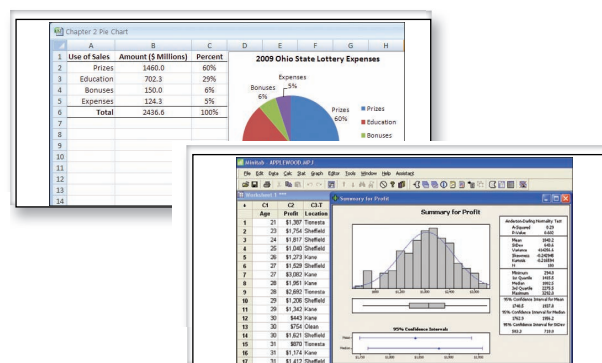 Chapter 2 Pie Chart
A B C D E F G H
1 Use of Sales Amount ($ Millions) Percent
2 Prizes 1460.0 60%
3 Education 702.3 29%
4 Bonuses 150.0 6%
5 Expenses 124.3 5%
6 Total 2436.6 100%
7
8
9
10
11
12
13
14
2009 Ohio State Lottery Expenses
Expenses
5%
Bonuses
6%
Prizes
60%
Prizes
Education
Bonuses
Minitab - APPLEWOOD.MPJ
File Edit Data Calc Stat Graph Editor Tools Window Help Assistant
Worksheet 1 ***
C1 C2 C3-T
Age Profit Location
1 21 $1,387 Tionesta
2 23 $1,754 Sheffield
3 24 $1,817 Sheffield
4 25 $1,040 Sheffield
5 26 $1,273 Kane
6 27 $1,529 Sheffield
7 27 $3,082 Kane
8 28 $1,951 Kane
9 28 $2,692 Tionesta
10 29 $1,206 Sheffield
11 29 $1,342 Kane
12 30 $443 Kane
13 30 $754 Olean
14 30 $1,621 Sheffield
15 31 $870 Tionesta
16 31 $1,174 Kane
17 31 $1,412 Sheffield
Summary for Profit
Summary for Profit
Anderson-Darling Normality Test
A-Squared
P-Value
Mean
StDev
Variance
Skewness
Kurtosis
N
Minimum
1st Quartile
Median
3rd Quartile
Maximum
95% Confidence Interval for Mean
95% Confidence Interval for Median
95% Confidence Interval for StDev
95% Confidence Intervals
Mean
Median